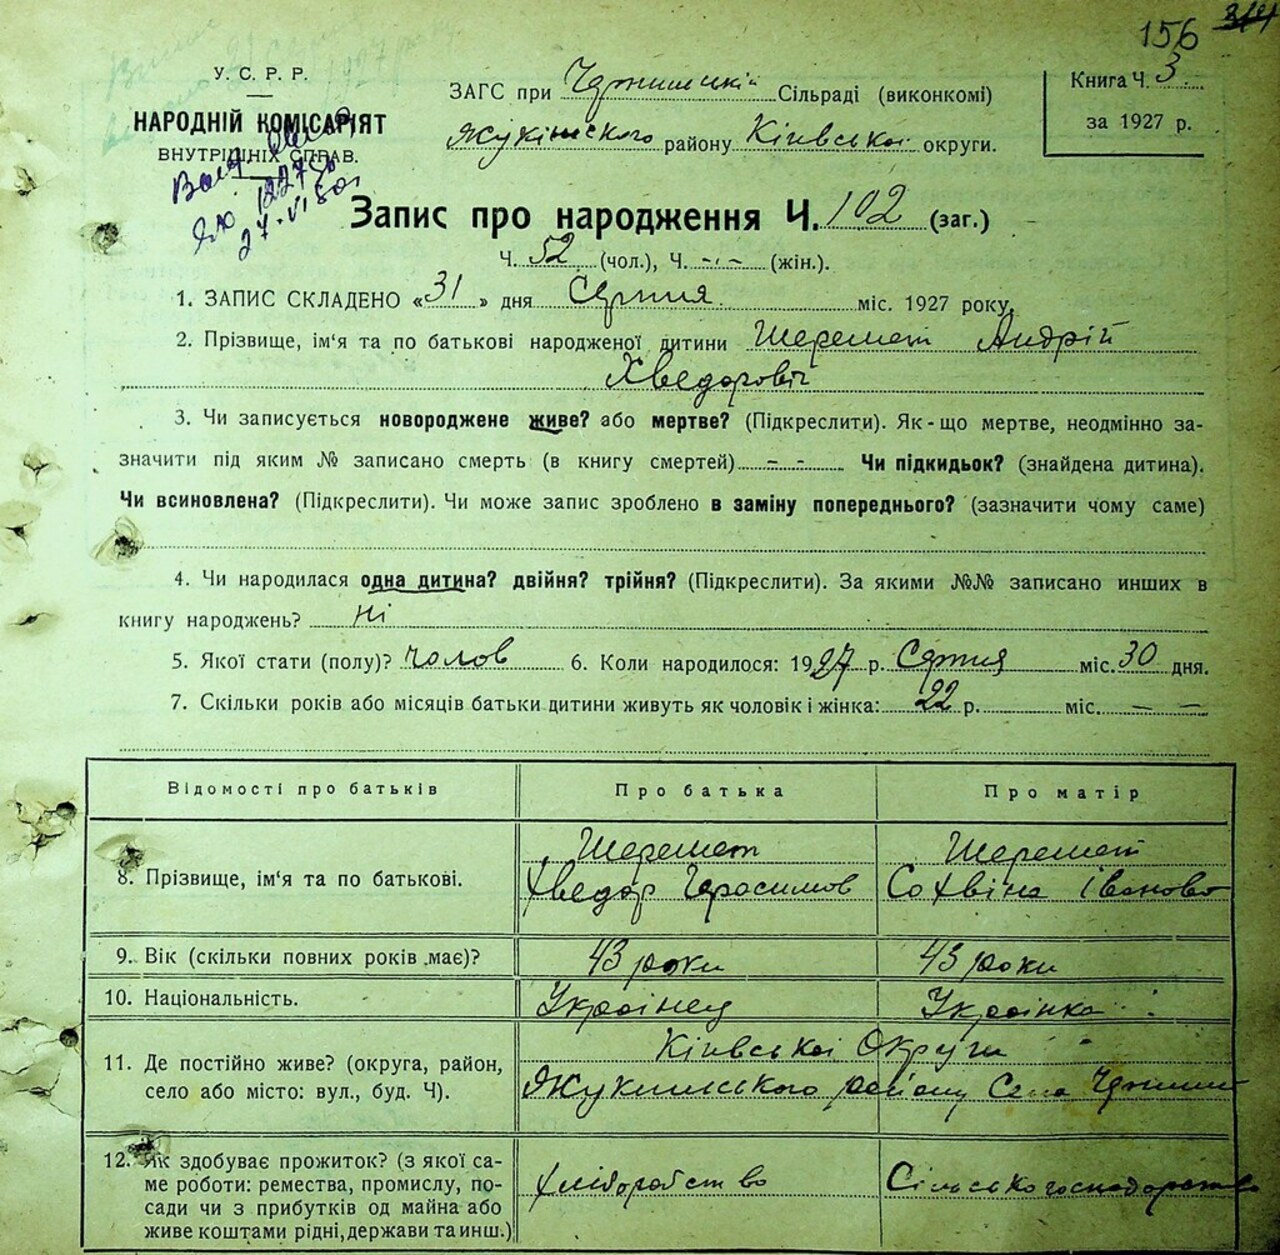 156
У. С. Р. Р.
НАРОДНІЙ КОМІСАРІЯТ
ВНУТРІШНІХ СПРАВ.
ЗАГС при Сільраді (виконкомі)
району Київської округи.
Книга Ч. 3
за 1927 р.
Запис про народження Ч. 102 (заг.)
Ч. 52 (чол.), Ч. -.-.- (жін.).
1. ЗАПИС СКЛАДЕНО «31» дня Серпня міс. 1927 року.
2. Прізвище, ім'я та по батькові народженої дитини Шеремет Андрій
Хведорович
3. Чи записується новороджене живе? або мертве? (Підкреслити). Як-що мертве, неодмінно за-
значити під яким № записано смерть (в книгу смертей) - - - Чи підкидьок? (знайдена дитина).
Чи всиновлена? (Підкреслити). Чи може запис зроблено в заміну попереднього? (зазначити чому саме)
4. Чи народилася одна дитина? двійня? трійня? (Підкреслити). За якими №№ записано инших в
книгу народжень? ні
5. Якої стати (полу)? чолов 6. Коли народилося: 1927 р. Серпня міс. 30 дня.
7. Скільки років або місяців батьки дитини живуть як чоловік і жінка: 22 р. міс. — —
Відомості про батьків Про батька Про матір
8. Прізвище, ім'я та по батькові. Шеремет Шеремет
Хведор Герасимов Сохвіна Іваново
9. Вік (скільки повних років має)? 43 роки 43 роки
10. Національність. Українец Українка
11. Де постійно живе? (округа, район,
село або місто: вул., буд. Ч).
Київської Округи
району Села
12. Як здобуває прожиток? (з якої са-
ме роботи: ремества, промислу, по-
сади чи з прибутків од майна або
живе коштами рідні, держави та инш.)
Хліборобство Сільськогосподарство